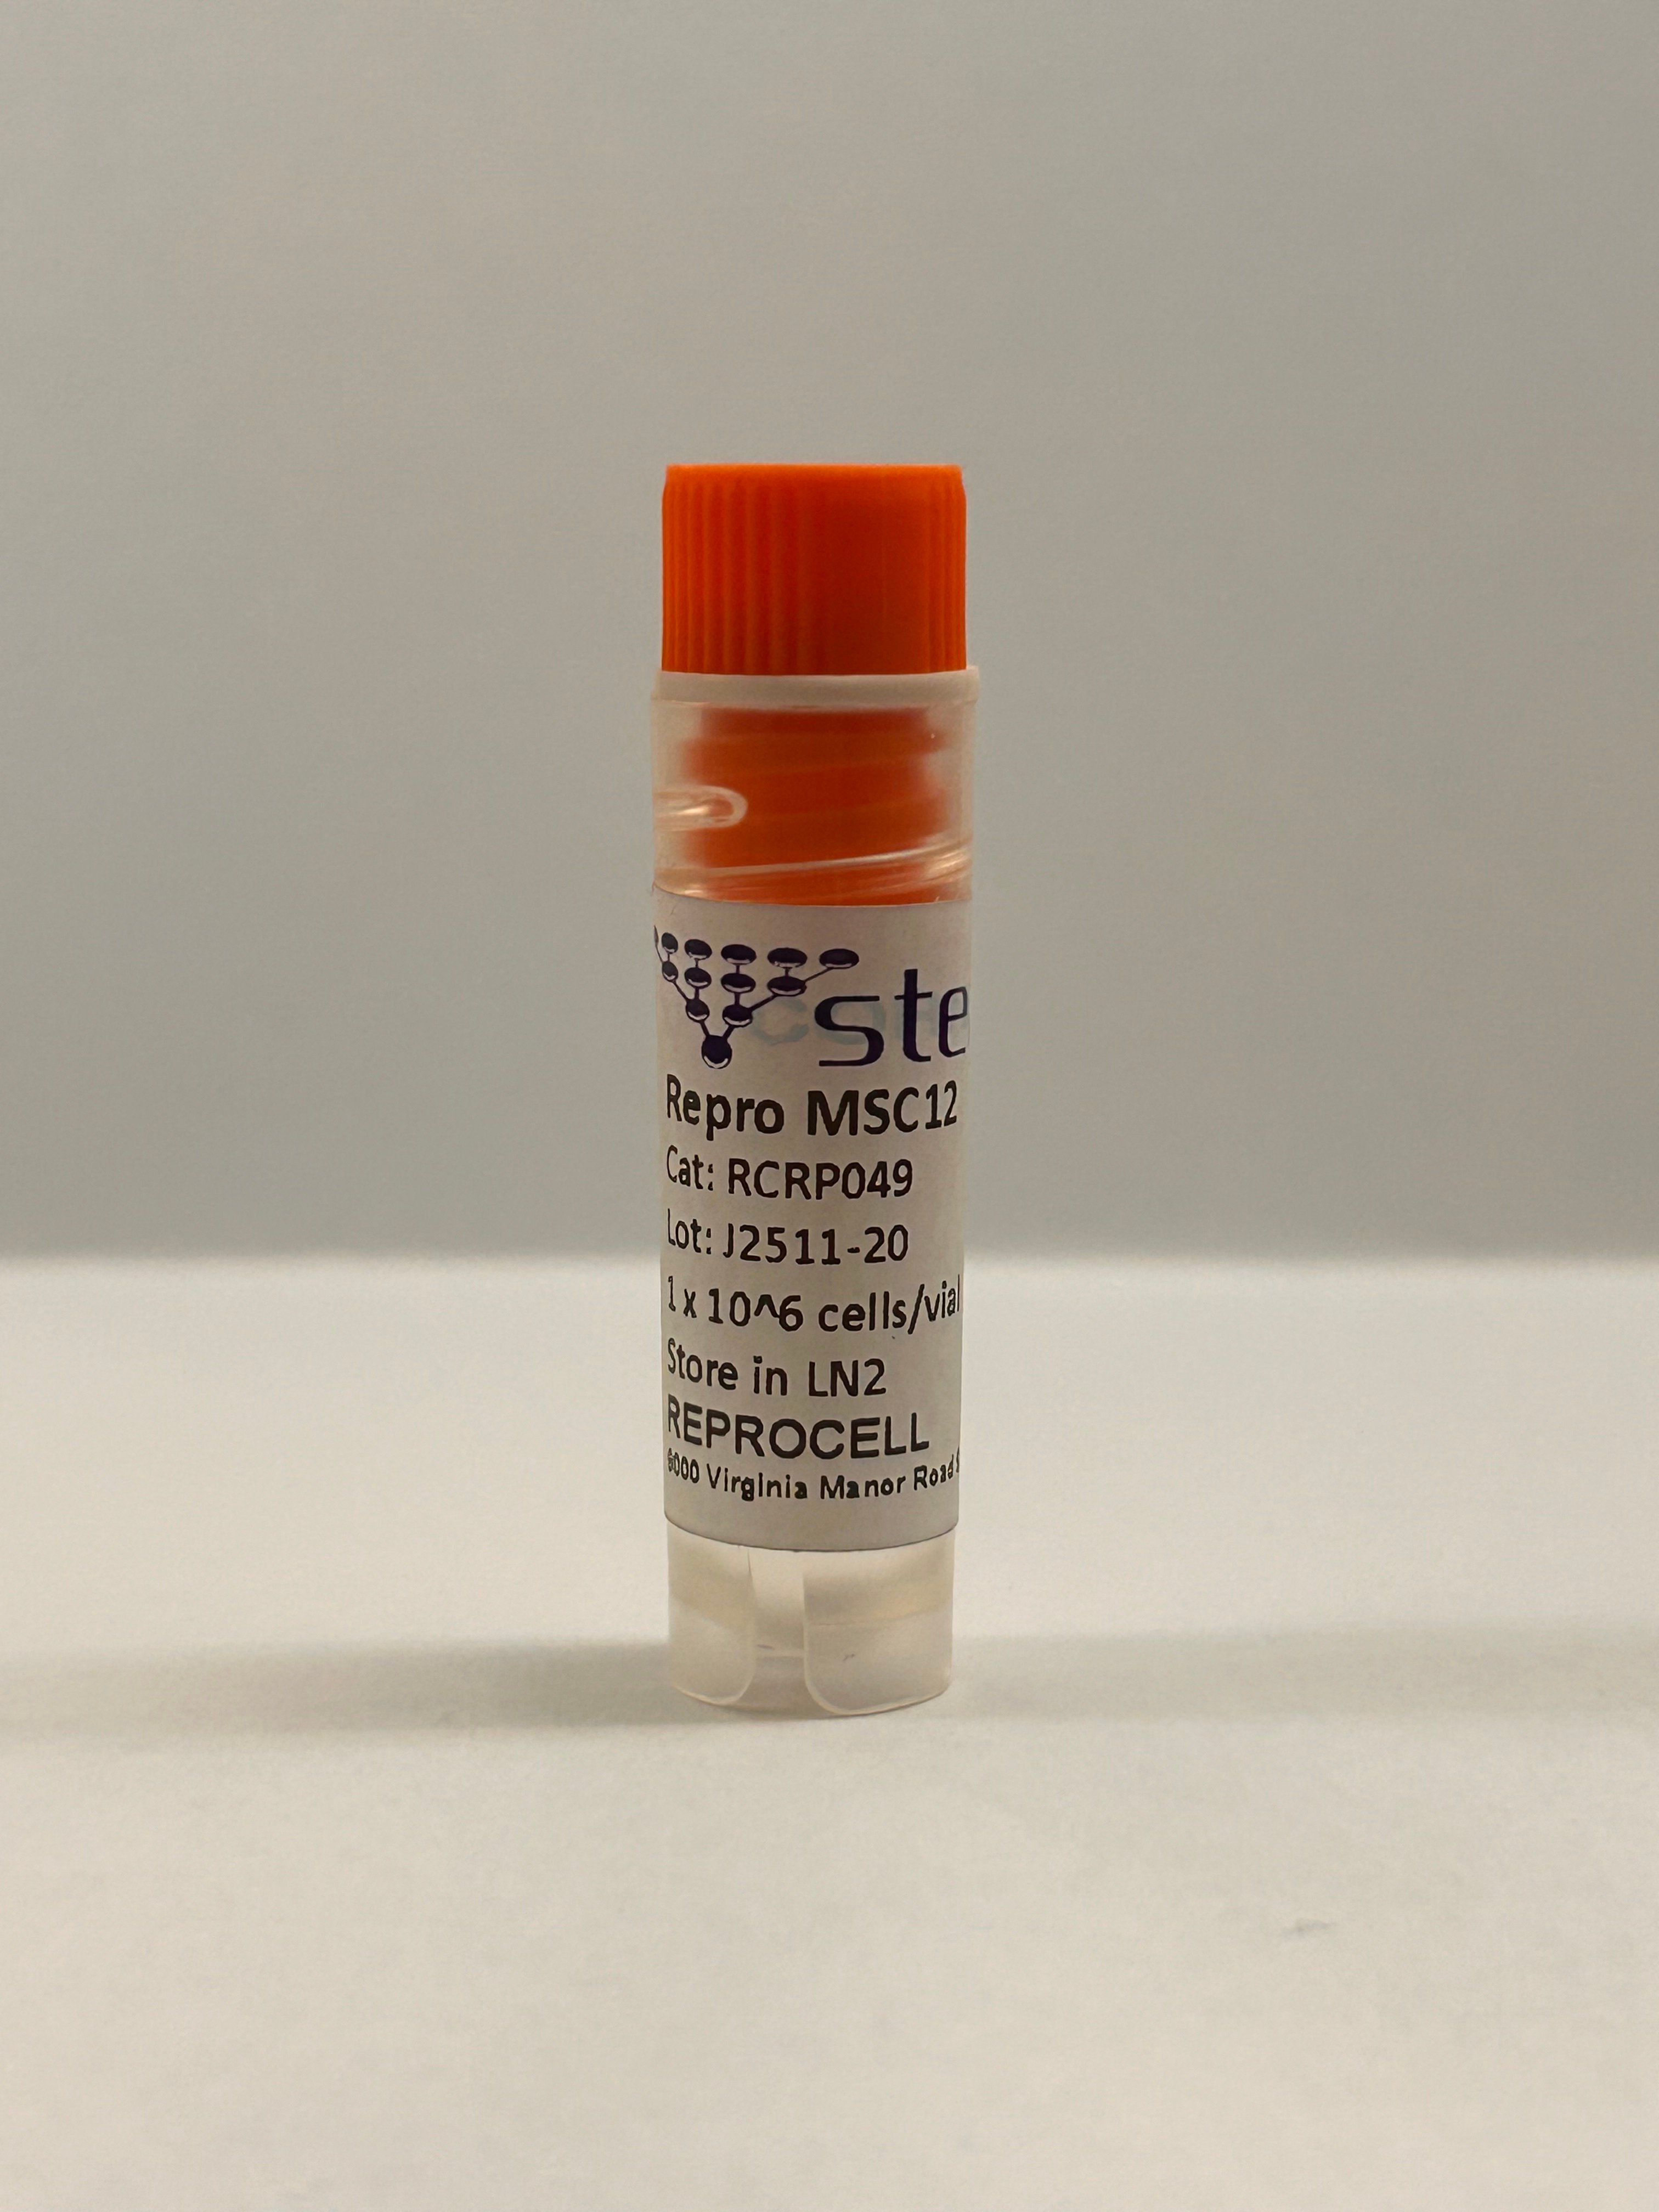 ste
Repro MSC12
Cat: RCRP049
Lot: J2511-20
1 x 10^6 cells/vial
Store in LN2
REPROCELL
6000 Virginia Manor Road